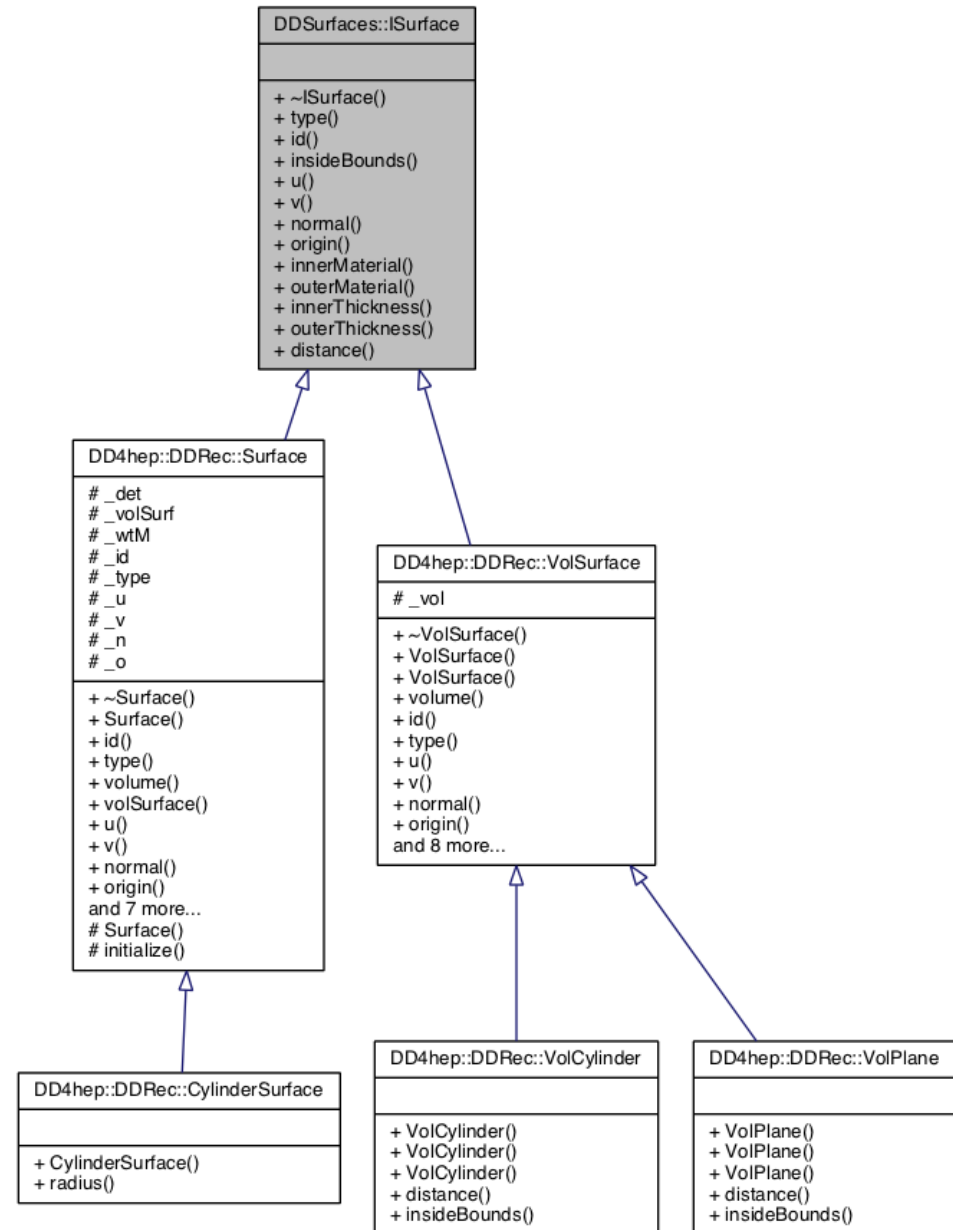 DDSurfaces::ISurface
+ ~ISurface()
+ type()
+ id()
+ insideBounds()
+ u()
+ v()
+ normal()
+ origin()
+ innerMaterial()
+ outerMaterial()
+ innerThickness()
+ outerThickness()
+ distance()
DD4hep::DDRec::Surface
# _det
# _volSurf
# _wtM
# _id
# _type
# _u
# _v
# _n
# _o
+ ~Surface()
+ Surface()
+ id()
+ type()
+ volume()
+ volSurface()
+ u()
+ v()
+ normal()
+ origin()
and 7 more...
# Surface()
# initialize()
DD4hep::DDRec::VolSurface
# _vol
+ ~VolSurface()
+ VolSurface()
+ VolSurface()
+ volume()
+ id()
+ type()
+ u()
+ v()
+ normal()
+ origin()
and 8 more...
DD4hep::DDRec::CylinderSurface
+ CylinderSurface()
+ radius()
DD4hep::DDRec::VolCylinder
+ VolCylinder()
+ VolCylinder()
+ VolCylinder()
+ distance()
+ insideBounds()
DD4hep::DDRec::VolPlane
+ VolPlane()
+ VolPlane()
+ VolPlane()
+ distance()
+ insideBounds()